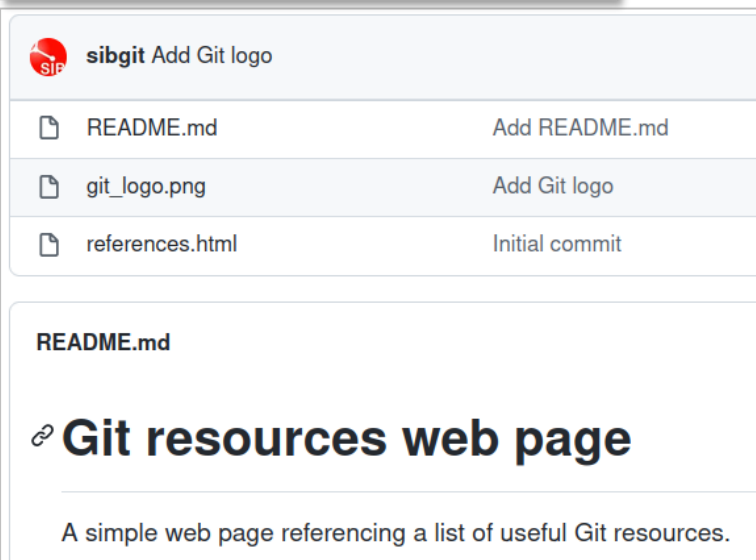 SIB
sibgit Add Git logo
README.md Add README.md
git_logo.png Add Git logo
references.html Initial commit
README.md
Git resources web page
A simple web page referencing a list of useful Git resources.